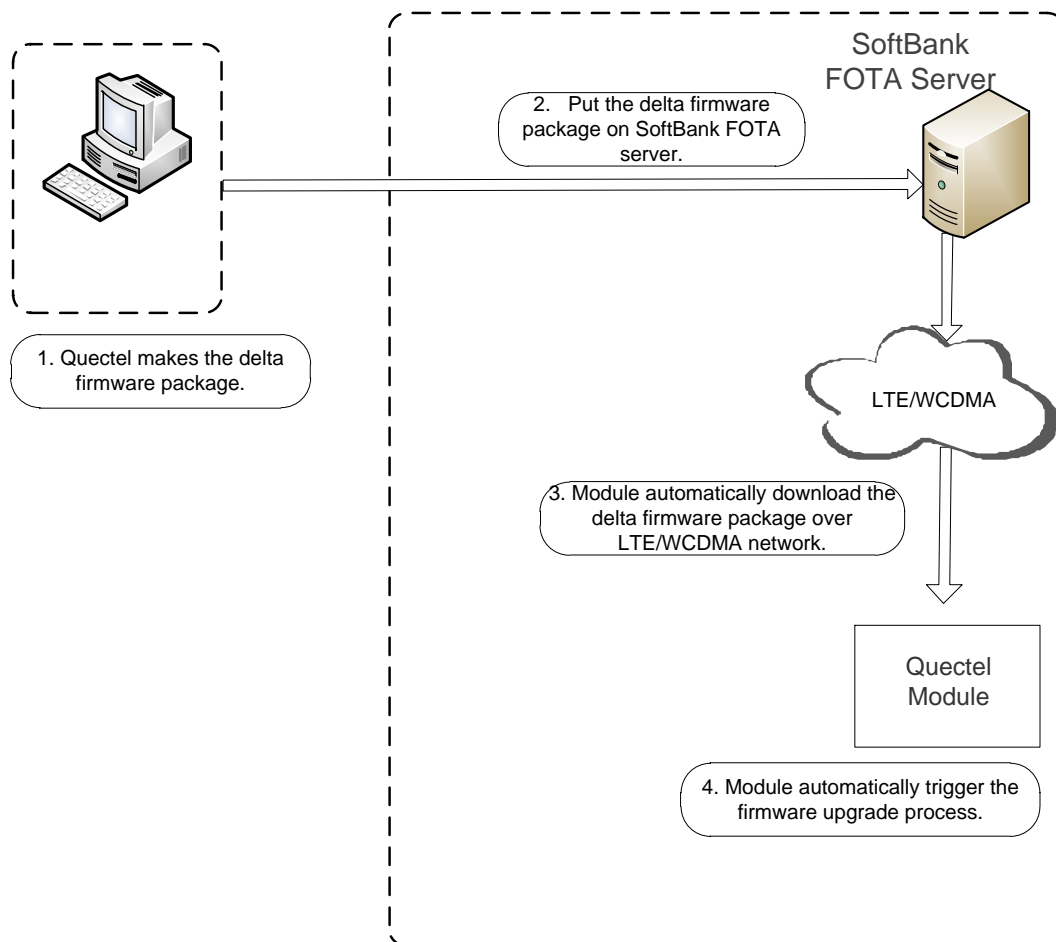 SoftBank
FOTA Server
2. Put the delta firmware
package on SoftBank FOTA
server.
1. Quectel makes the delta
firmware package.
LTE/WCDMA
3. Module automatically download the
delta firmware package over
LTE/WCDMA network.
Quectel
Module
4. Module automatically trigger the
firmware upgrade process.